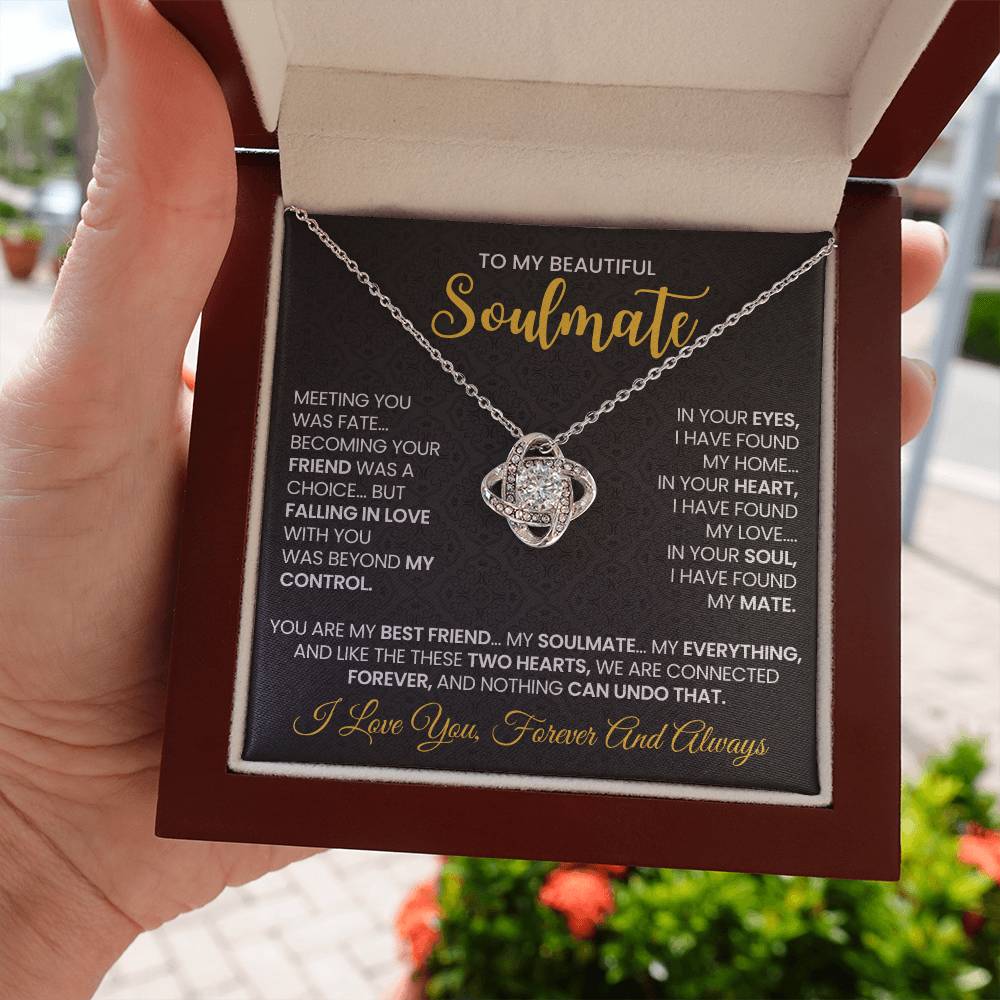 TO MY BEAUTIFUL
Soulmate
MEETING YOU
WAS FATE...
BECOMING YOUR
FRIEND WAS A
CHOICE... BUT
FALLING IN LOVE
WITH YOU
WAS BEYOND MY
CONTROL.
IN YOUR EYES,
I HAVE FOUND
MY HOME...
IN YOUR HEART,
I HAVE FOUND
MY LOVE....
IN YOUR SOUL,
I HAVE FOUND
MY MATE.
YOU ARE MY BEST FRIEND... MY SOULMATE... MY EVERYTHING,
AND LIKE THE THESE TWO HEARTS, WE ARE CONNECTED
FOREVER, AND NOTHING CAN UNDO THAT.
I Love You, Forever And Always